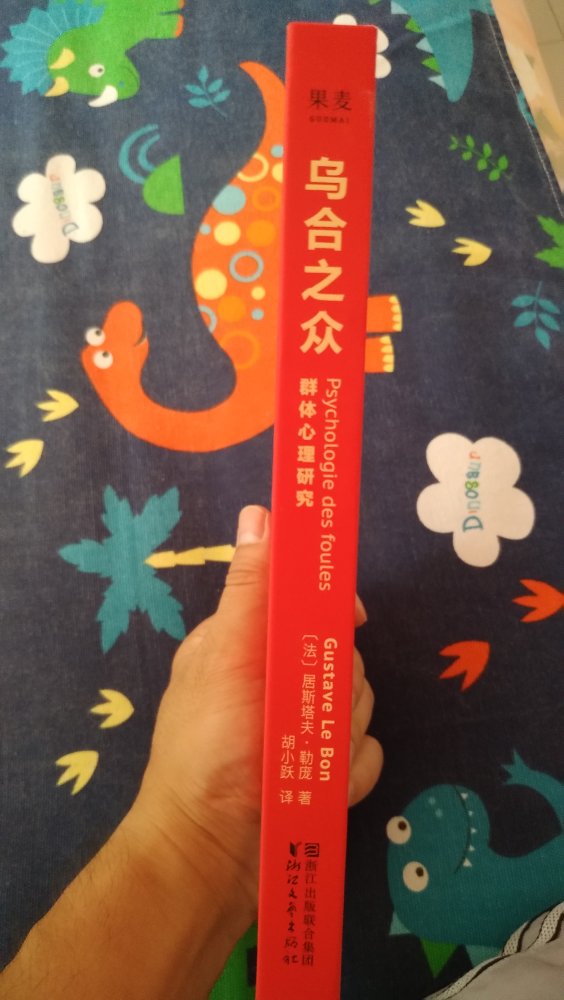 果麦
GUOMAI
乌合之众
Psychologie des foules
群体心理研究
Gustave Le Bon
〔法〕居斯塔夫·勒庞 著
胡小跃 译
浙江出版联合集团
浙江文艺出版社
Dinosaur
Dinosaur